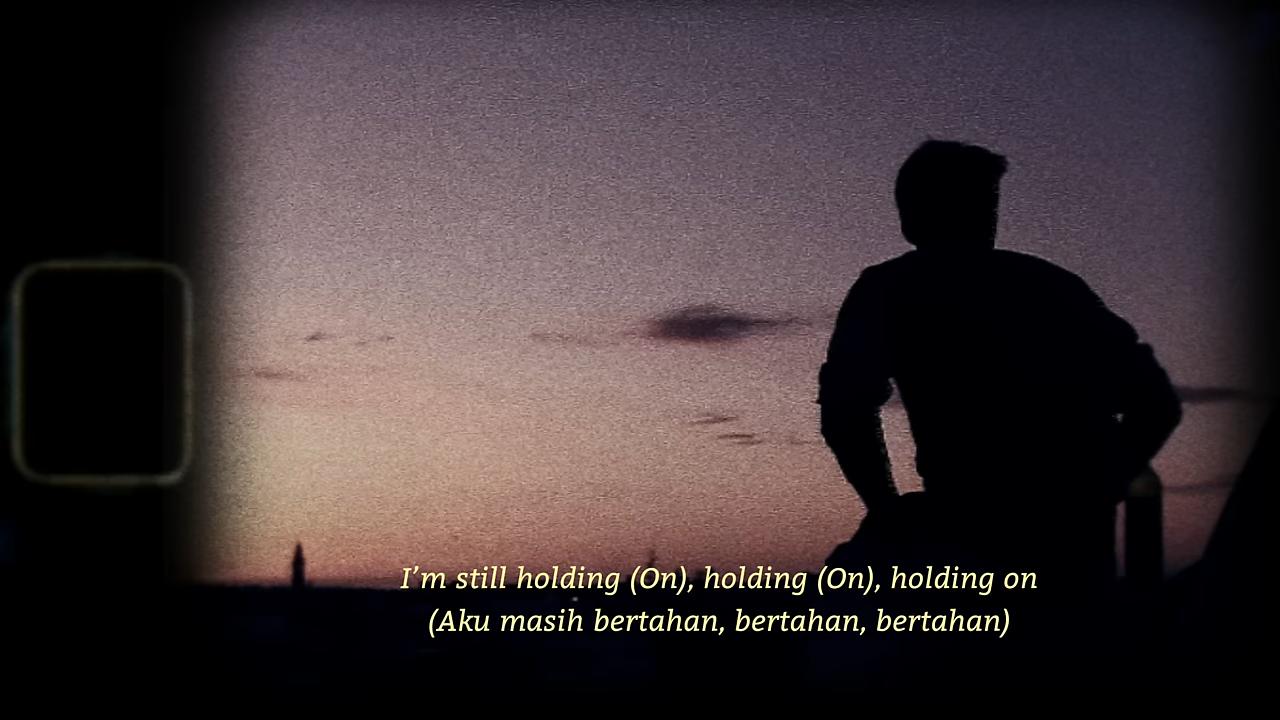 I'm still holding (On), holding (On), holding on
(Aku masih bertahan, bertahan, bertahan)